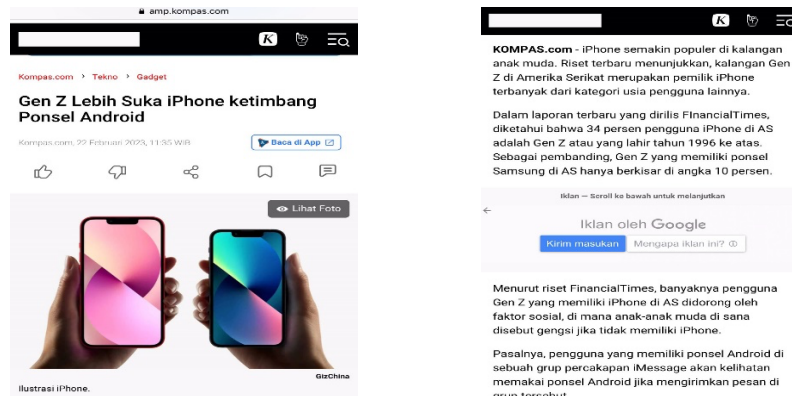 amp.kompas.com
K
Kompas.com > Tekno > Gadget
Gen Z Lebih Suka iPhone ketimbang
Ponsel Android
Kompas.com, 22 Februari 2023, 11:35 WIB
Baca di App
Lihat Foto
GizChina
Ilustrasi iPhone.
K
KOMPAS.com - iPhone semakin populer di kalangan
anak muda. Riset terbaru menunjukkan, kalangan Gen
Z di Amerika Serikat merupakan pemilik iPhone
terbanyak dari kategori usia pengguna lainnya.
Dalam laporan terbaru yang dirilis FInancialTimes,
diketahui bahwa 34 persen pengguna iPhone di AS
adalah Gen Z atau yang lahir tahun 1996 ke atas.
Sebagai pembanding, Gen Z yang memiliki ponsel
Samsung di AS hanya berkisar di angka 10 persen.
Iklan — Scroll ke bawah untuk melanjutkan
Iklan oleh Google
Kirim masukan
Mengapa iklan ini?
Menurut riset FinancialTimes, banyaknya pengguna
Gen Z yang memiliki iPhone di AS didorong oleh
faktor sosial, di mana anak-anak muda di sana
disebut gengsi jika tidak memiliki iPhone.
Pasalnya, pengguna yang memiliki ponsel Android di
sebuah grup percakapan iMessage akan kelihatan
memakai ponsel Android jika mengirimkan pesan di
grup tersebut